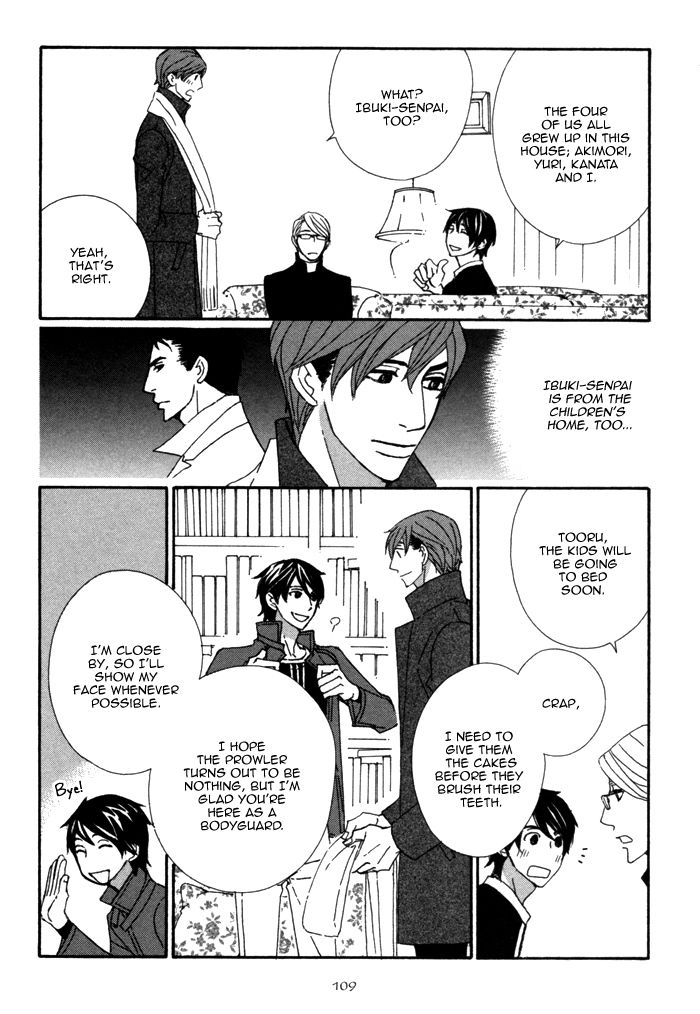 THE FOUR
OF US ALL
GREW UP IN THIS
HOUSE; AKIMORI,
YURI, KANATA
AND I.
WHAT?
IBUKI-SENPAI,
TOO?
YEAH,
THAT'S
RIGHT.
IBUKI-SENPAI
IS FROM THE
CHILDREN'S
HOME, TOO...
TOORU,
THE KIDS WILL
BE GOING
TO BED
SOON.
CRAP,
I NEED TO
GIVE THEM
THE CAKES
BEFORE THEY
BRUSH THEIR
TEETH.
?
I HOPE
THE PROWLER
TURNS OUT TO BE
NOTHING, BUT I'M
GLAD YOU'RE
HERE AS A
BODYGUARD.
I'M CLOSE
BY, SO I'LL
SHOW MY
FACE WHENEVER
POSSIBLE.
Bye!
109